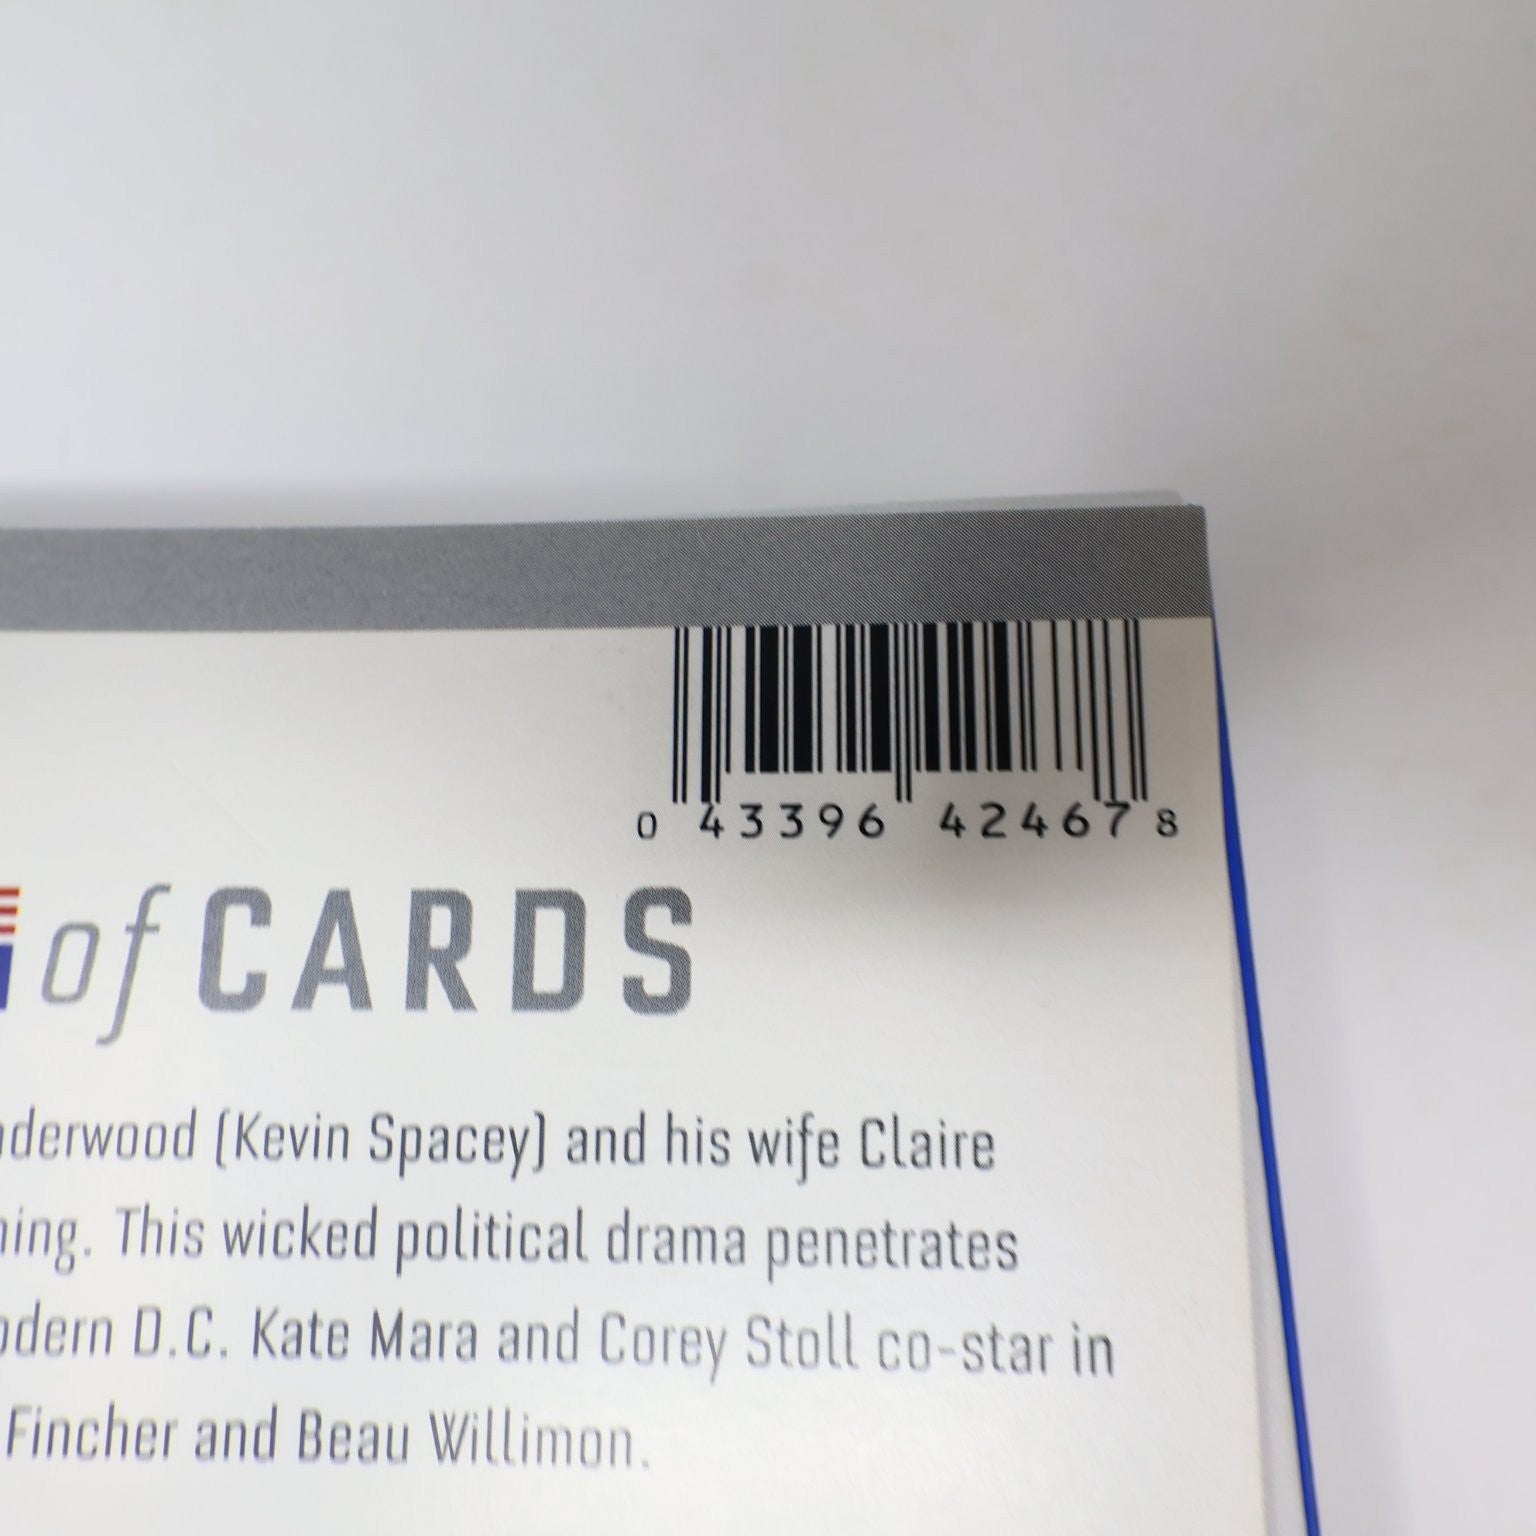 0 43396 42467 8
of CARDS
derwood (Kevin Spacey) and his wife Claire
ning. This wicked political drama penetrates
odern D.C. Kate Mara and Corey Stoll co-star in
Fincher and Beau Willimon.